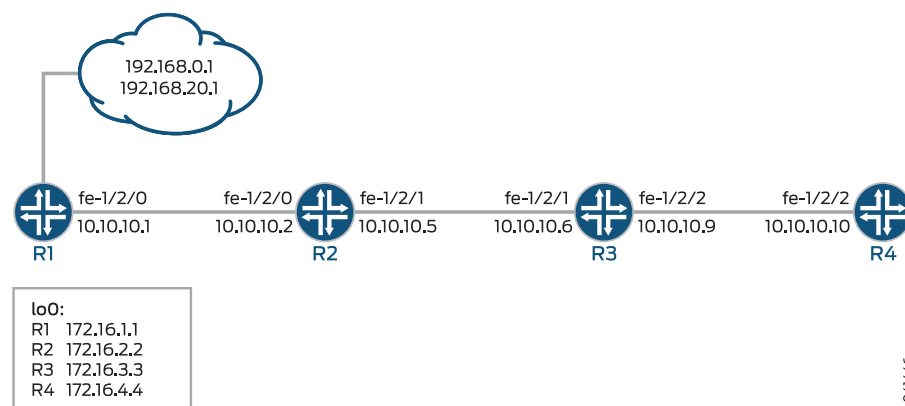 192.168.0.1
192.168.20.1
fe-1/2/0
fe-1/2/0
fe-1/2/1
fe-1/2/1
fe-1/2/2
fe-1/2/2
10.10.10.1
10.10.10.2
10.10.10.5
10.10.10.6
10.10.10.9
10.10.10.10
R1
R2
R3
R4
lo0:
R1 172.16.1.1
R2 172.16.2.2
R3 172.16.3.3
R4 172.16.4.4